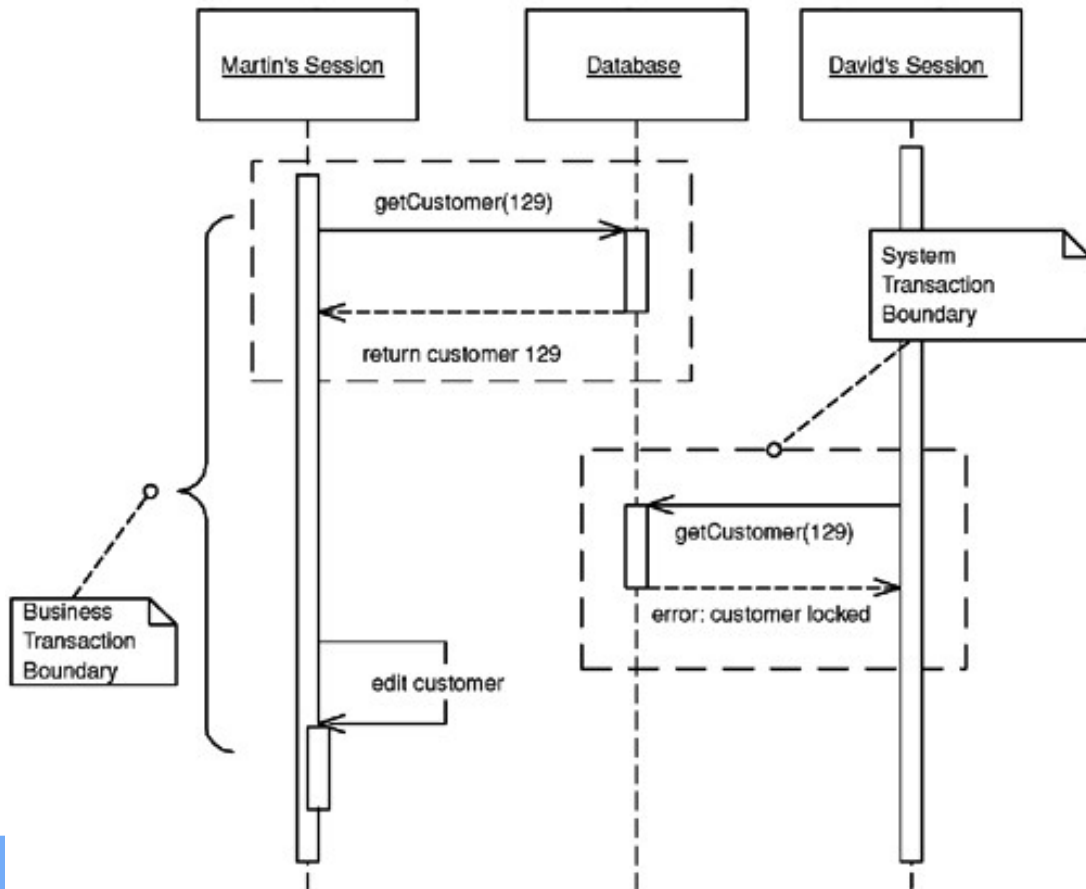 Martin's Session
Database
David's Session
getCustomer(129)
return customer 129
System
Transaction
Boundary
getCustomer(129)
error: customer locked
Business
Transaction
Boundary
edit customer